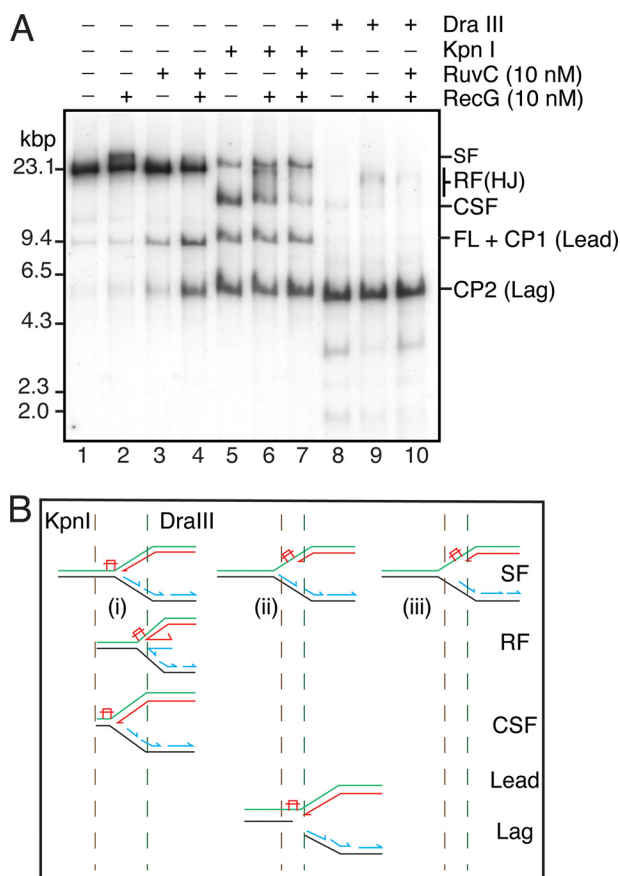 A
− − − − − − − + + + Dra III
− − − − + + + − − − Kpn I
− − + + − − + − − + RuvC (10 nM)
− + − + − + + − + + RecG (10 nM)
kbp
23.1
9.4
6.5
4.3
2.3
2.0
SF
RF(HJ)
CSF
FL + CP1 (Lead)
CP2 (Lag)
1 2 3 4 5 6 7 8 9 10
B
KpnI DraIII
SF
(i) (ii) (iii)
RF
CSF
Lead
Lag